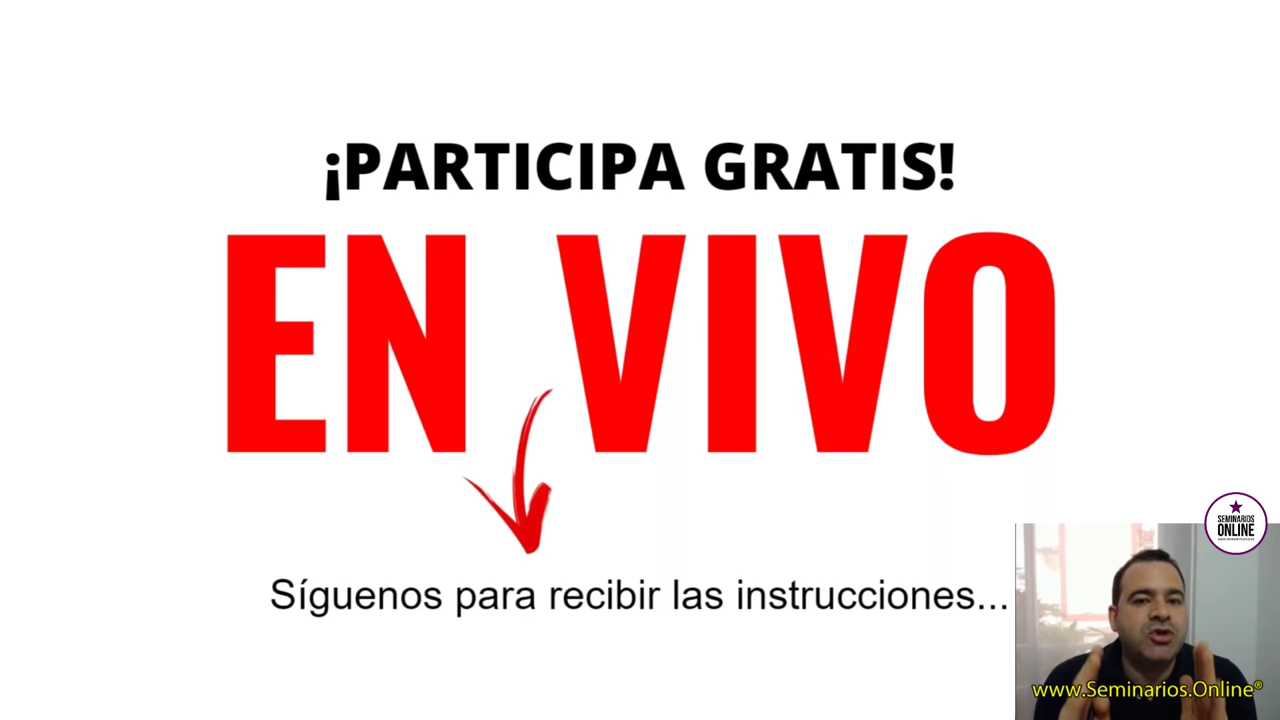 ¡PARTICIPA GRATIS!
EN VIVO
Síguenos para recibir las instrucciones...
SEMINARIOS
ONLINE
www.Seminarios.Online®